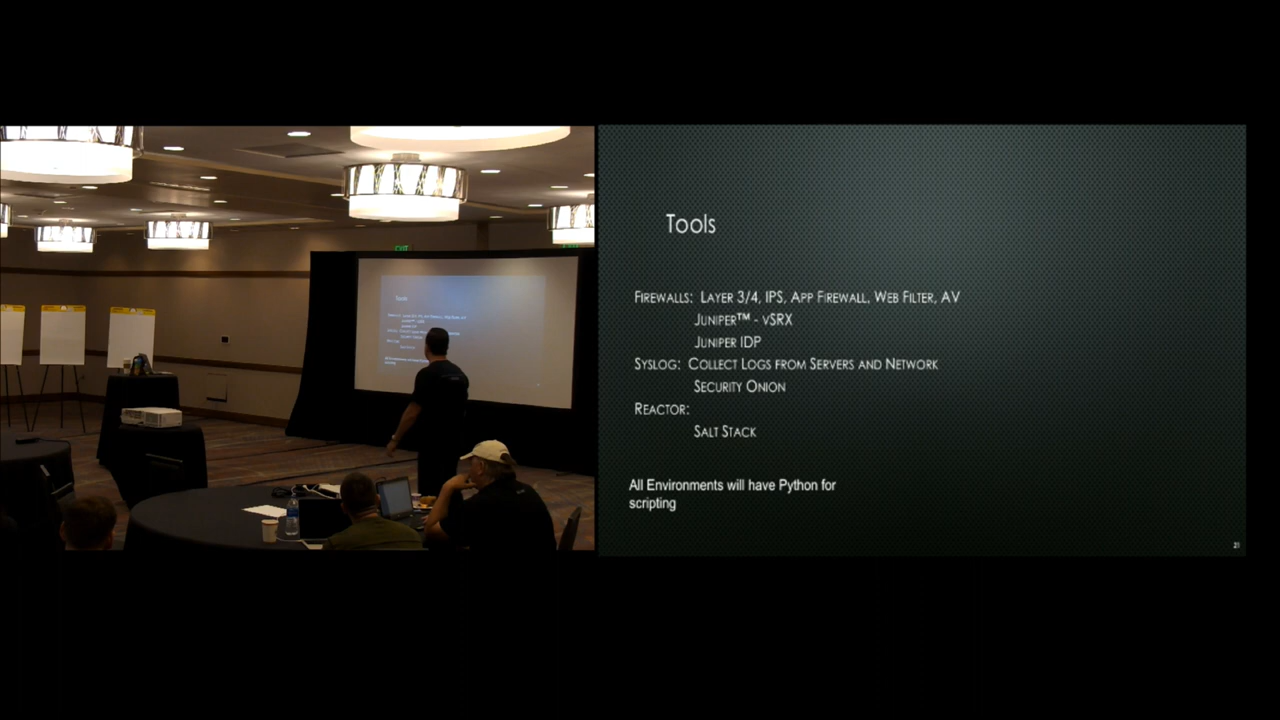 EXIT
Tools
Firewalls: Layer 3/4, IPS, App Firewall, Web Filter, AV
Juniper™ - vSRX
Juniper IDP
Syslog: Collect Logs from Servers and Network
Security Onion
Reactor:
Salt Stack
All Environments will have Python for
scripting